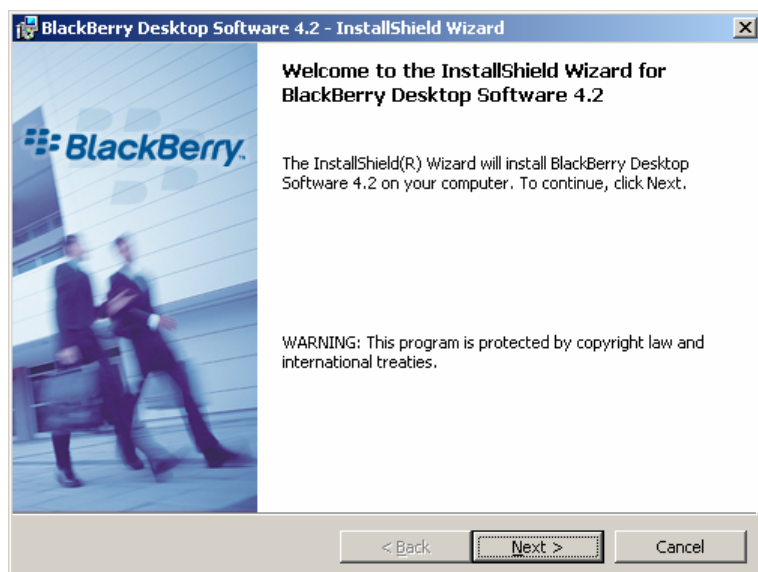 BlackBerry Desktop Software 4.2 - InstallShield Wizard
Welcome to the InstallShield Wizard for
BlackBerry Desktop Software 4.2
BlackBerry.
The InstallShield(R) Wizard will install BlackBerry Desktop
Software 4.2 on your computer. To continue, click Next.
WARNING: This program is protected by copyright law and
international treaties.
< Back
Next >
Cancel